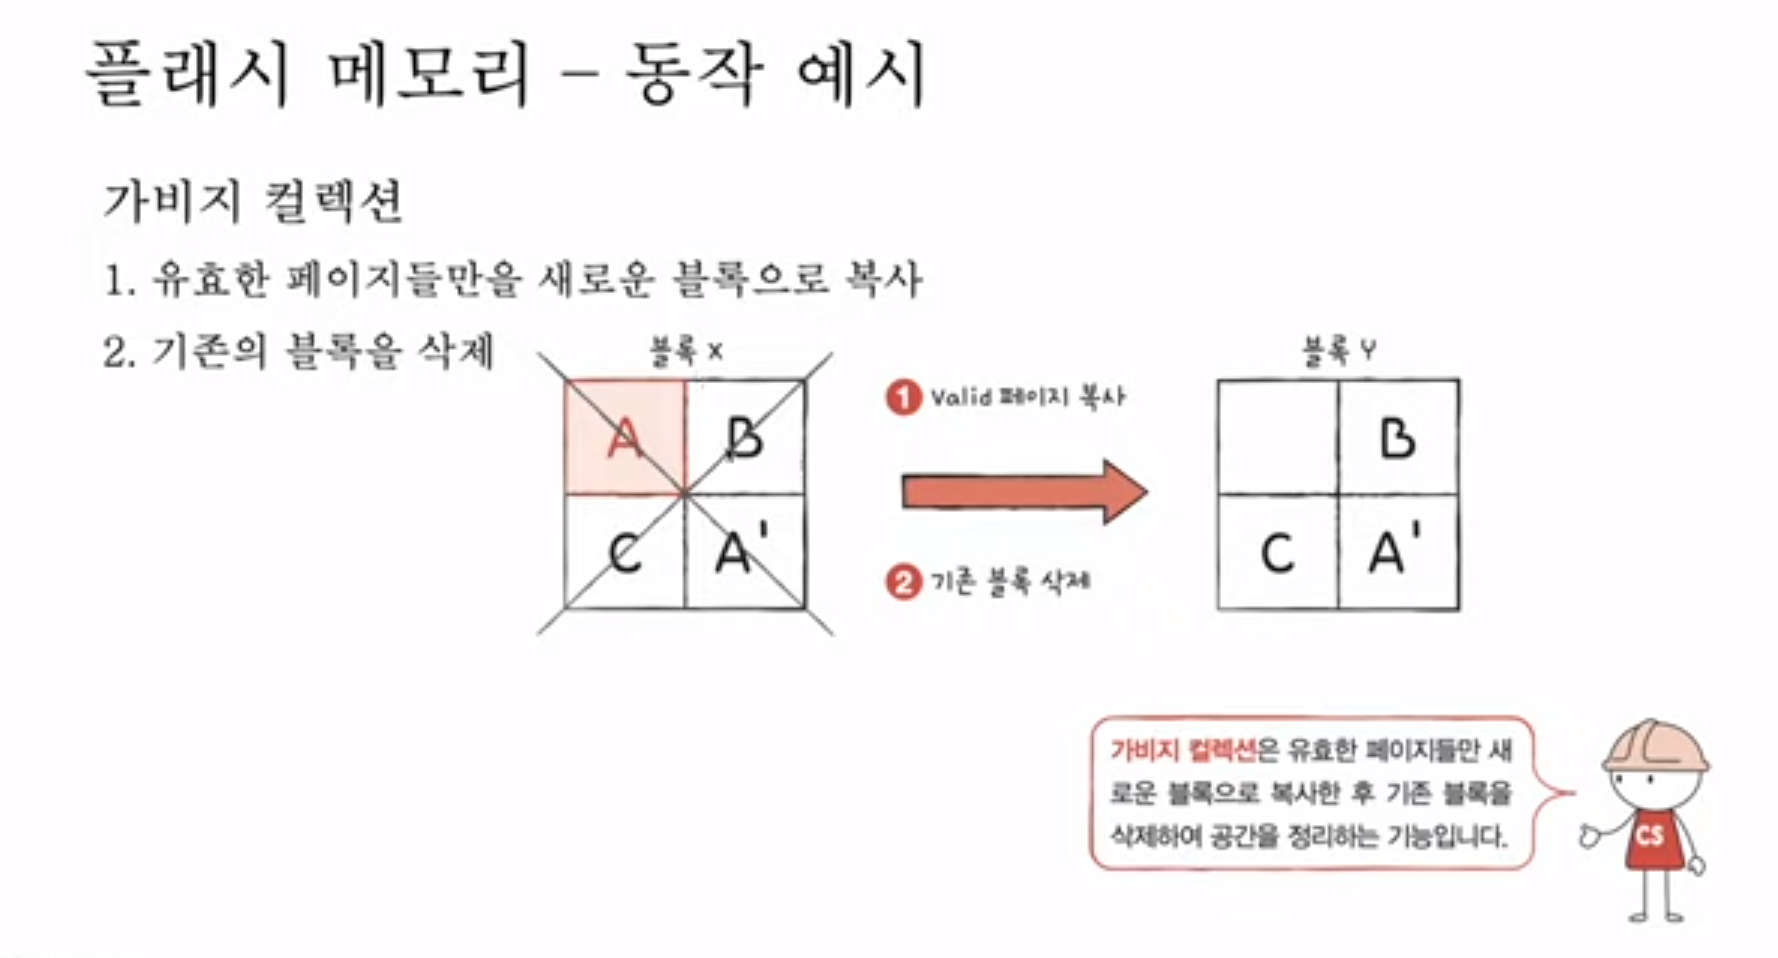 플래시 메모리 – 동작 예시
가비지 컬렉션
1. 유효한 페이지들만을 새로운 블록으로 복사
2. 기존의 블록을 삭제
블록 X
A
B
C
A'
1 Valid 페이지 복사
2 기존 블록 삭제
블록 Y
B
C
A'
가비지 컬렉션은 유효한 페이지들만 새
로운 블록으로 복사한 후 기존 블록을
삭제하여 공간을 정리하는 기능입니다.
CS